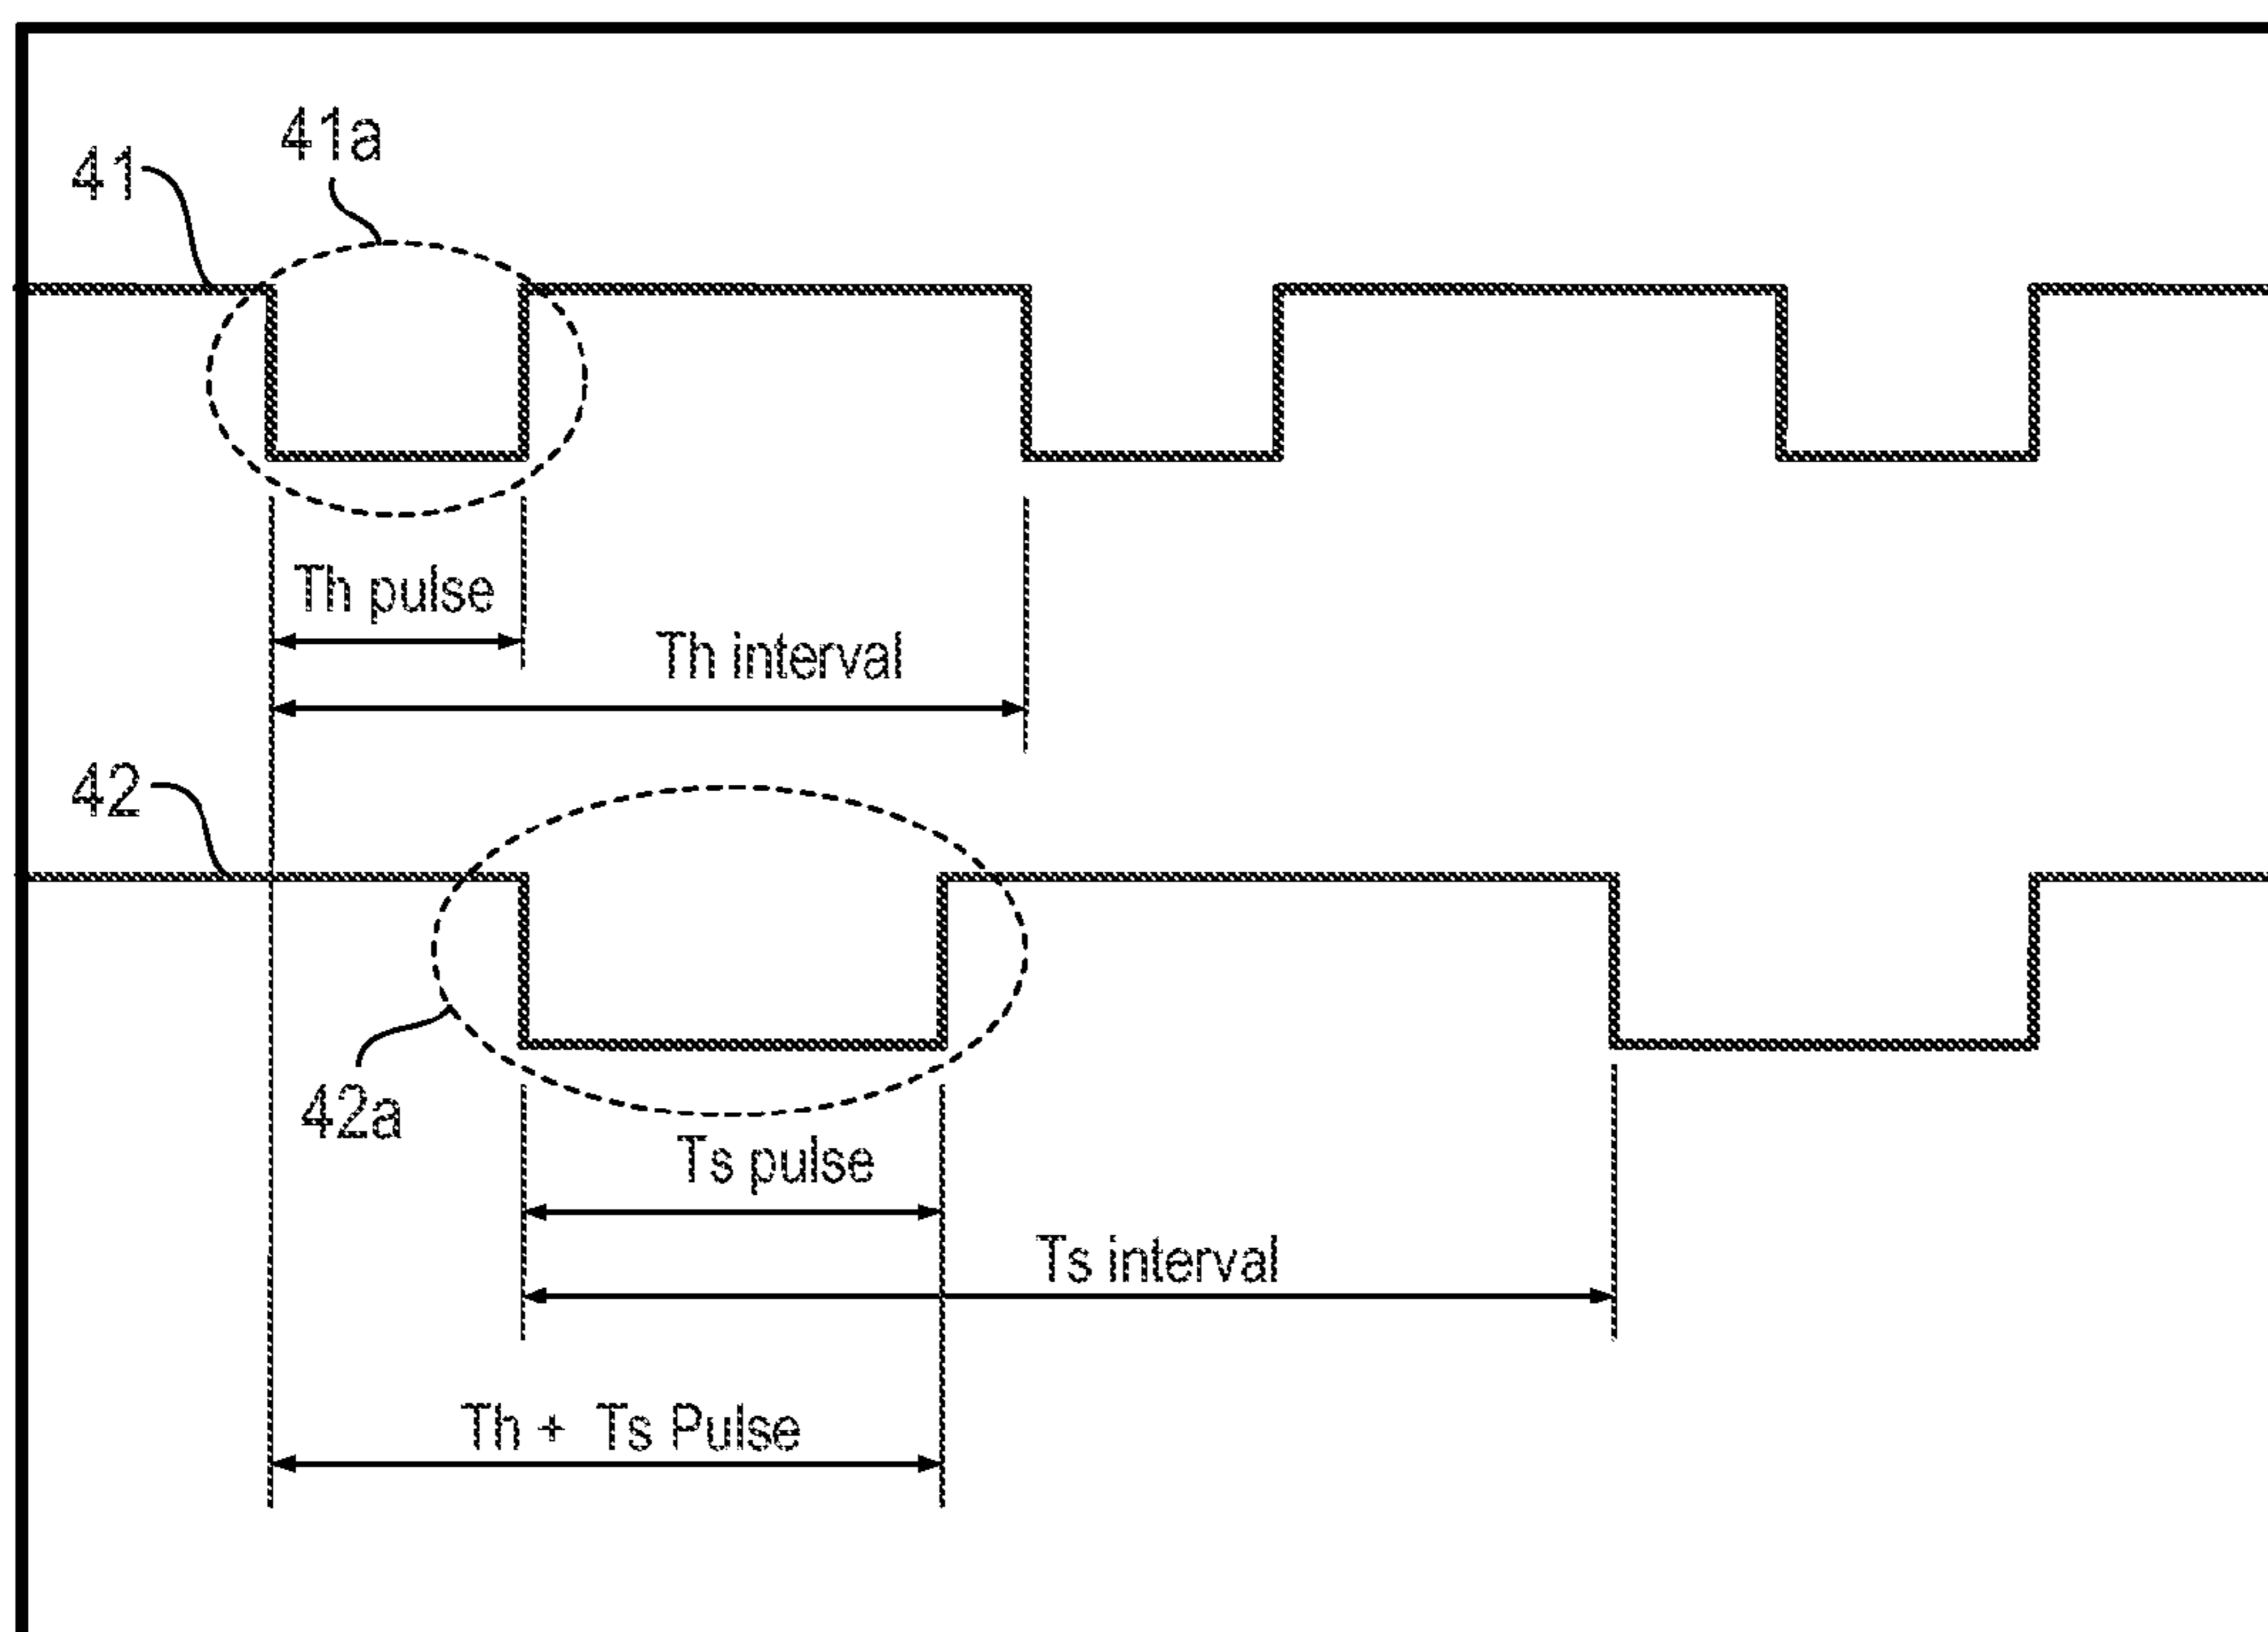 41a
41
Th pulse
Th interval
42
42a
Ts pulse
Ts interval
Th + Ts Pulse